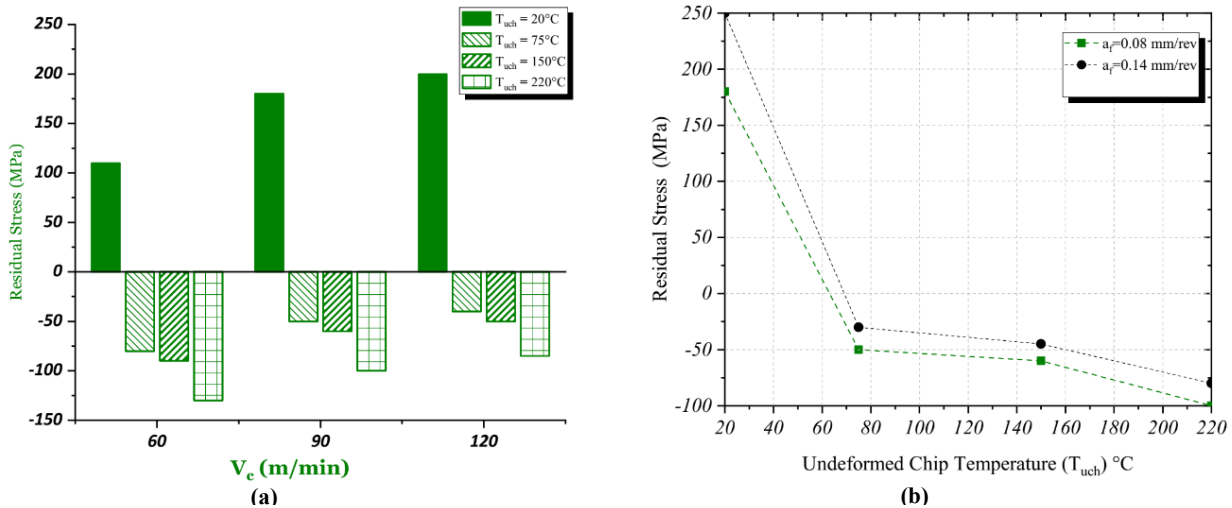 250
200
150
100
50
0
-50
-100
-150
Residual Stress (MPa)
T_uch = 20°C
T_uch = 75°C
T_uch = 150°C
T_uch = 220°C
60 90 120
V_c (m/min)
(a)
250
200
150
100
50
0
-50
-100
Residual Stress (MPa)
a_f=0.08 mm/rev
a_f=0.14 mm/rev
20 40 60 80 100 120 140 160 180 200 220
Undeformed Chip Temperature (T_uch) °C
(b)